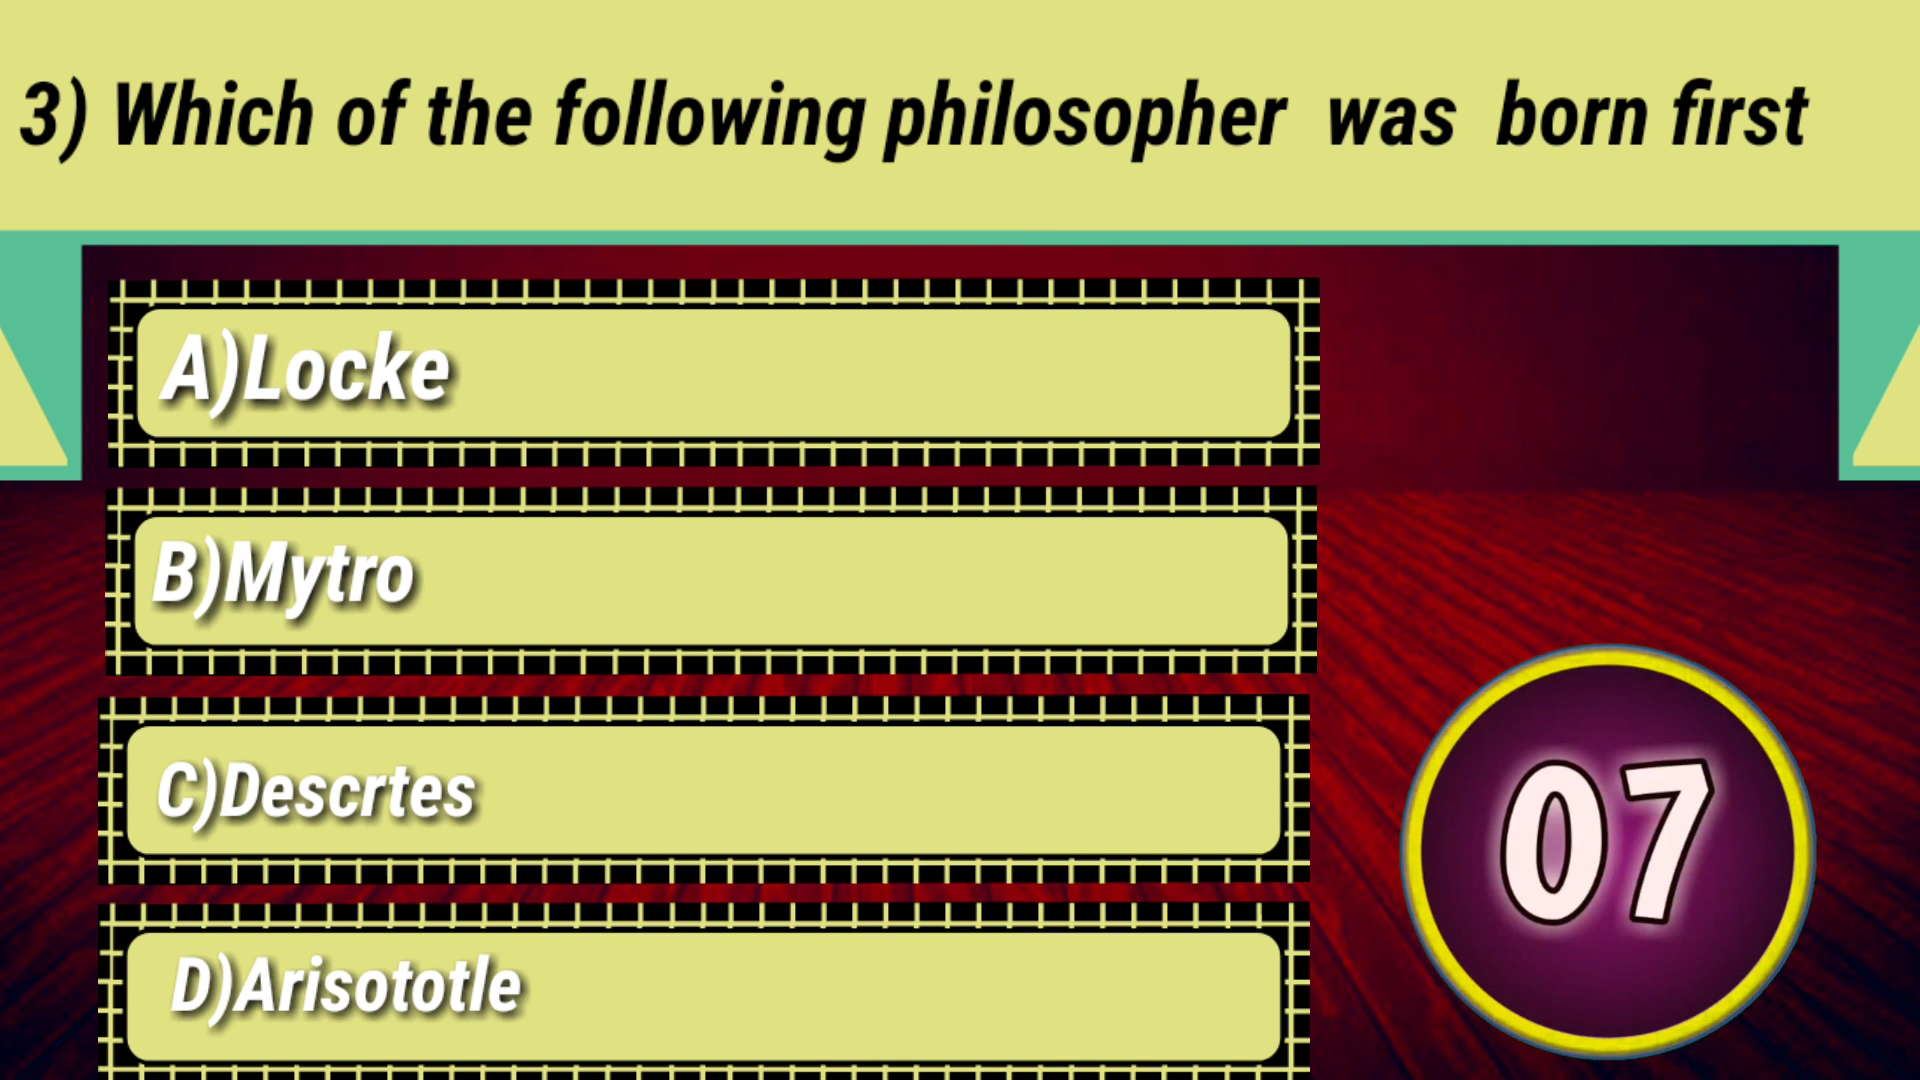 3) Which of the following philosopher was born first
A)Locke
B)Mytro
C)Descrtes
D)Arisototle
07